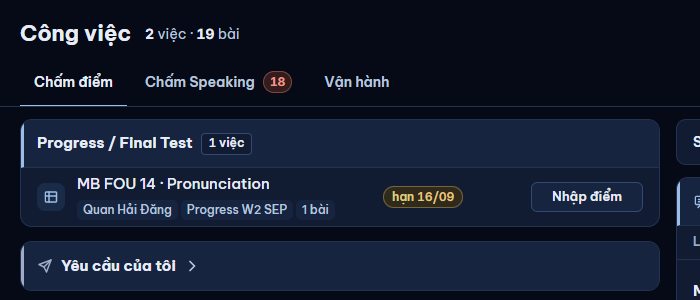 Công việc 2 việc · 19 bài
Chấm điểm Chấm Speaking 18 Vận hành
Progress / FInal Test 1 việc
MB FOU 14 · Pronunciation
Quan Hải Đăng Progress W2 SEP 1 bài
hạn 16/09
Nhập điểm
Yêu cầu của tôi